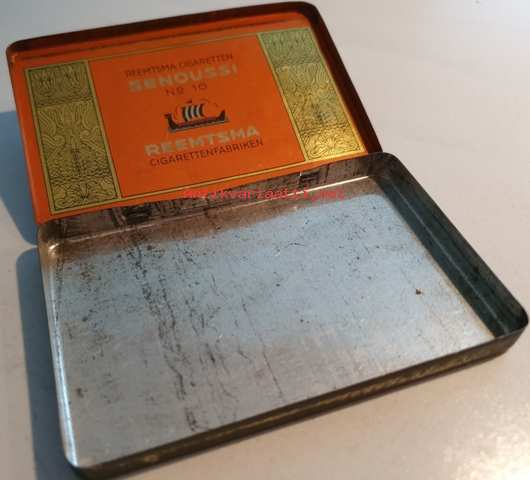 REEMTSMA CIGARETTEN
SENOUSSI
No 10
REEMTSMA
CIGARETTENFABRIKEN